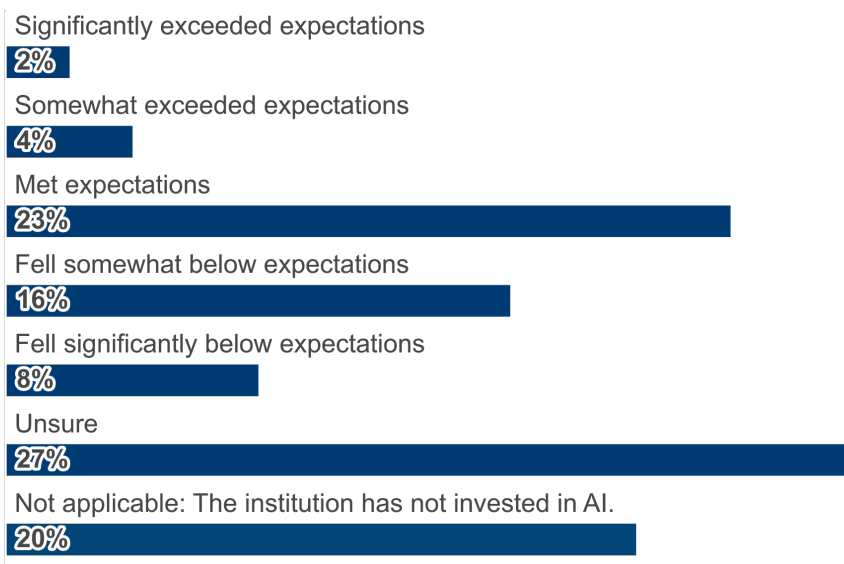 Significantly exceeded expectations
2%
Somewhat exceeded expectations
4%
Met expectations
23%
Fell somewhat below expectations
16%
Fell significantly below expectations
8%
Unsure
27%
Not applicable: The institution has not invested in AI.
20%